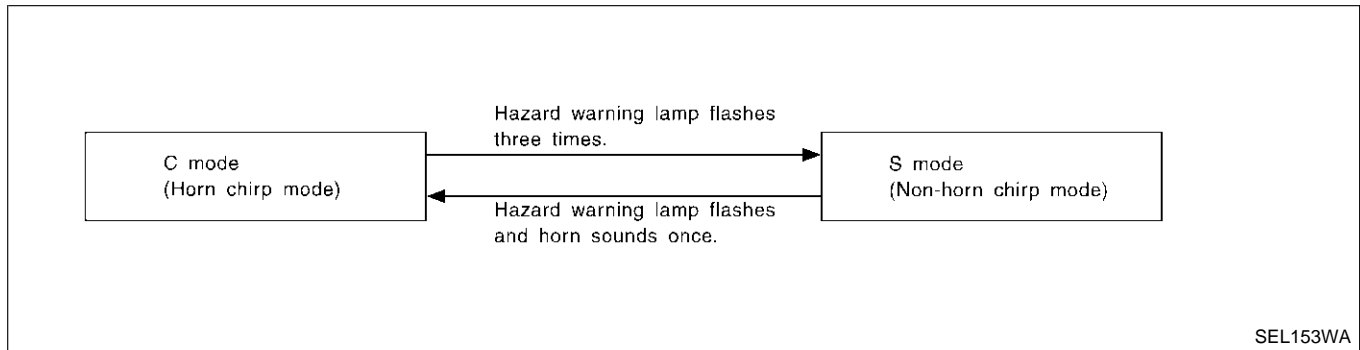 Hazard warning lamp flashes
three times.
C mode
(Horn chirp mode)
S mode
(Non-horn chirp mode)
Hazard warning lamp flashes
and horn sounds once.
SEL153WA